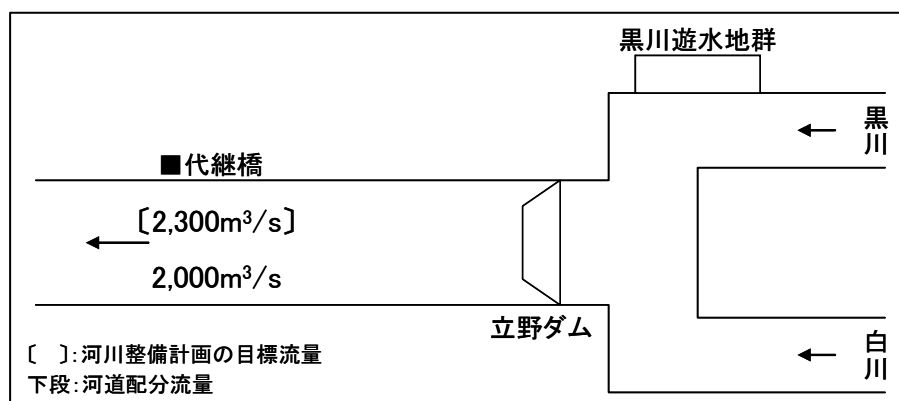 黒川遊水地群
黒川
■代継橋
〔2,300m³/s〕
2,000m³/s
立野ダム
白川
〔 〕:河川整備計画の目標流量
下段:河道配分流量